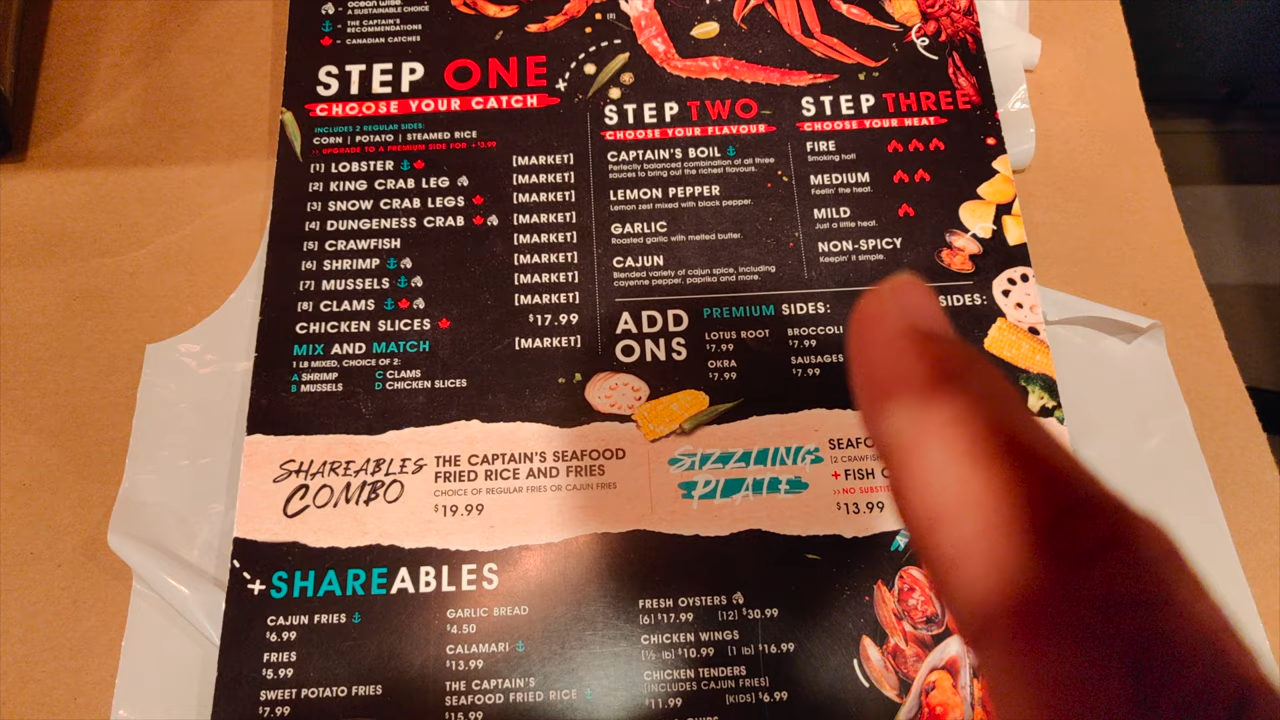 ocean wise.
A SUSTAINABLE CHOICE
= THE CAPTAIN'S
RECOMMENDATIONS
= CANADIAN CATCHES
STEP ONE
CHOOSE YOUR CATCH
INCLUDES 2 REGULAR SIDES:
CORN | POTATO | STEAMED RICE
>> UPGRADE TO A PREMIUM SIDE FOR +$3.99
[1] LOBSTER [MARKET]
[2] KING CRAB LEG [MARKET]
[3] SNOW CRAB LEGS [MARKET]
[4] DUNGENESS CRAB [MARKET]
[5] CRAWFISH [MARKET]
[6] SHRIMP [MARKET]
[7] MUSSELS [MARKET]
[8] CLAMS [MARKET]
CHICKEN SLICES $17.99
MIX AND MATCH [MARKET]
1 LB MIXED, CHOICE OF 2:
A SHRIMP C CLAMS
B MUSSELS D CHICKEN SLICES
STEP TWO
CHOOSE YOUR FLAVOUR
CAPTAIN'S BOIL
Perfectly balanced combination of all three
sauces to bring out the richest flavours.
LEMON PEPPER
Lemon zest mixed with black pepper.
GARLIC
Roasted garlic with melted butter.
CAJUN
Blended variety of cajun spice, including
cayenne pepper, paprika and more.
STEP THREE
CHOOSE YOUR HEAT
FIRE
Smoking hot!
MEDIUM
Feelin' the heat.
MILD
Just a little heat.
NON-SPICY
Keepin' it simple.
ADD
ONS
PREMIUM SIDES:
SIDES:
LOTUS ROOT
$7.99
BROCCOLI
$7.99
OKRA
$7.99
SAUSAGES
$7.99
SHAREABLES
COMBO
THE CAPTAIN'S SEAFOOD
FRIED RICE AND FRIES
CHOICE OF REGULAR FRIES OR CAJUN FRIES
$19.99
SIZZLING
PLATE
[2 CRAWFISH
+ FISH
>> NO
$13.99
+SHAREABLES
CAJUN FRIES
$6.99
FRIES
$5.99
SWEET POTATO FRIES
$7.99
GARLIC BREAD
$4.50
CALAMARI
$13.99
THE CAPTAIN'S
SEAFOOD FRIED RICE
$15.99
FRESH OYSTERS
[6] $17.99 [12] $30.99
CHICKEN WINGS
[½ lb] $10.99 [1 lb] $16.99
CHICKEN TENDERS
[INCLUDES CAJUN FRIES]
$11.99 [KIDS] $6.99